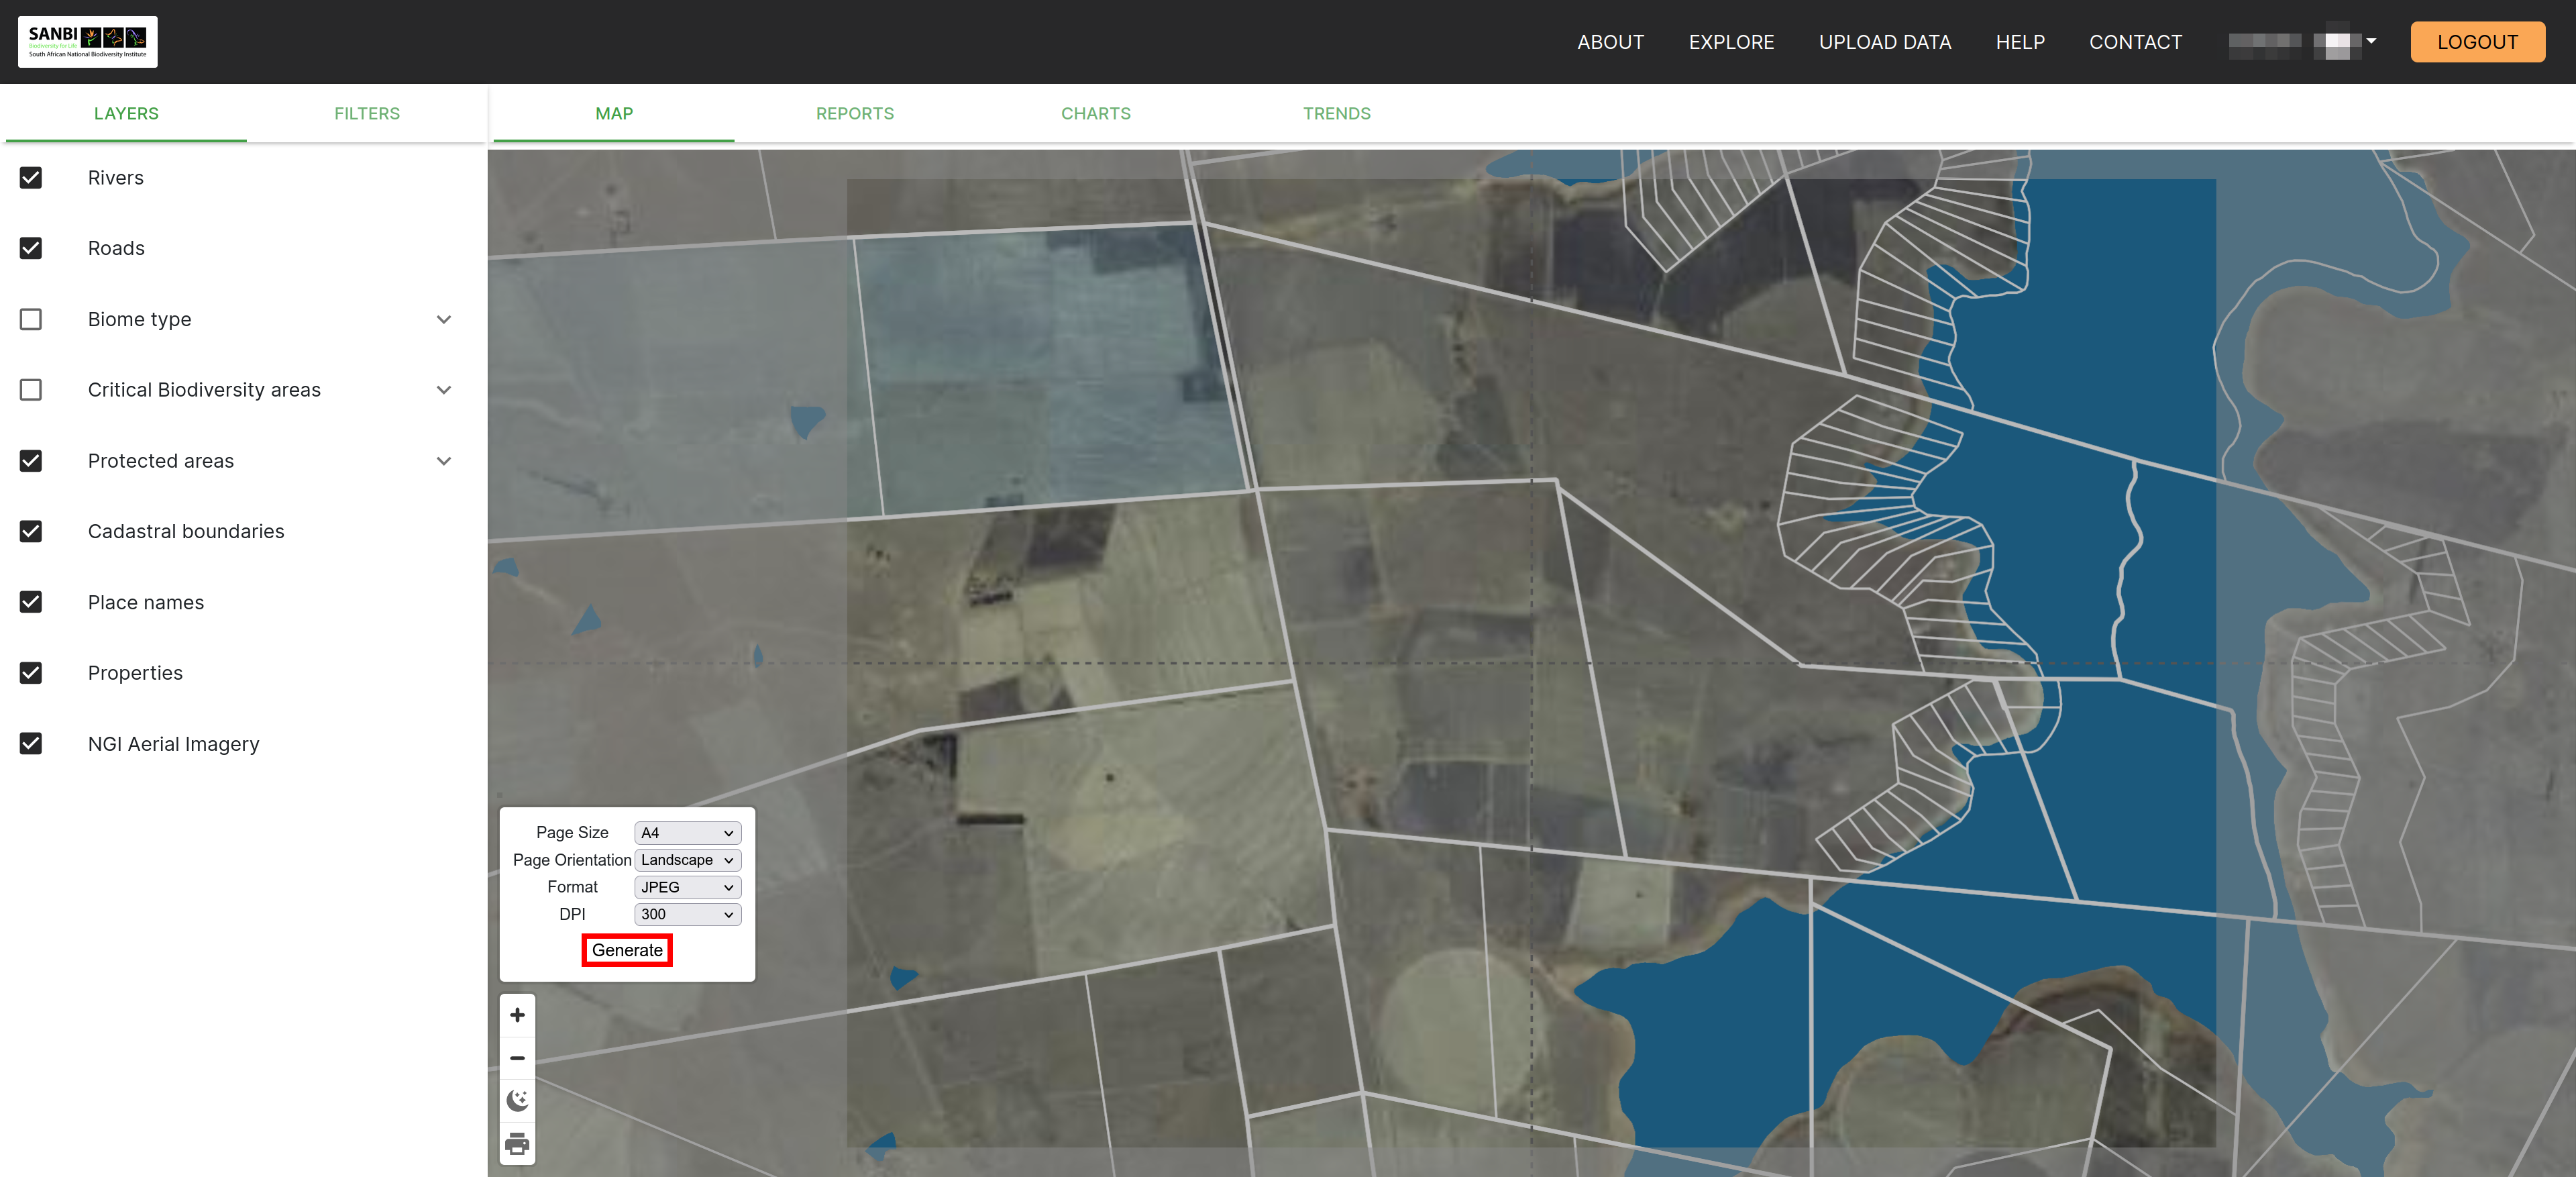 SANBI
Biodiversity for Life
South African National Biodiversity Institute
ABOUT
EXPLORE
UPLOAD DATA
HELP
CONTACT
LOGOUT
LAYERS
FILTERS
MAP
REPORTS
CHARTS
TRENDS
Rivers
Roads
Biome type
Critical Biodiversity areas
Protected areas
Cadastral boundaries
Place names
Properties
NGI Aerial Imagery
Page Size A4
Page Orientation Landscape
Format JPEG
DPI 300
Generate